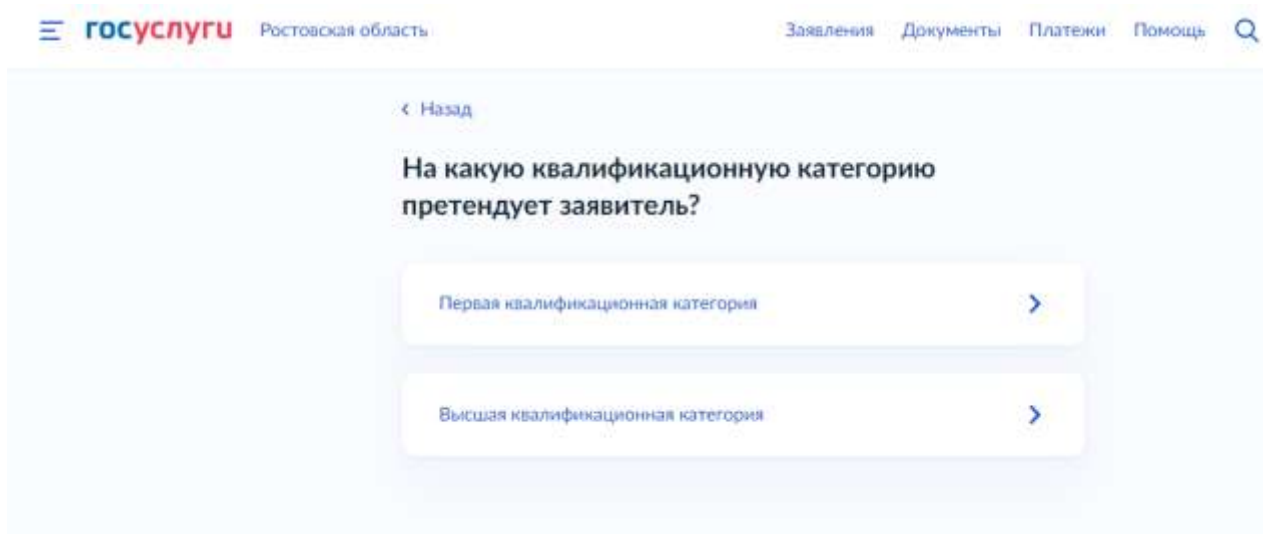 госуслуги Ростовская область Заявления Документы Платежи Помощь
Назад
На какую квалификационную категорию
претендует заявитель?
Первая квалификационная категория
Высшая квалификационная категория